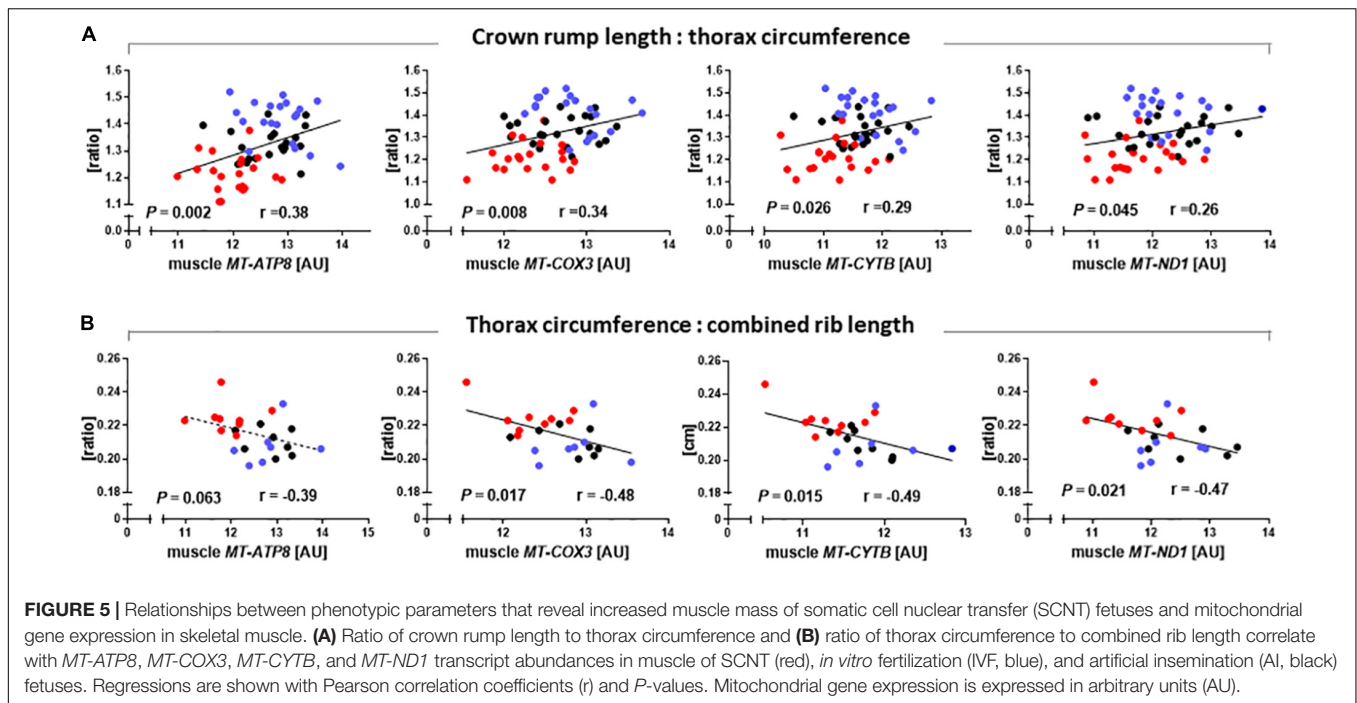 A
Crown rump length : thorax circumference
1.6 1.5 1.4 1.3 1.2 1.1 0.0
[ratio]
P = 0.002 r=0.38
0 11 12 13 14
muscle MT-ATP8 [AU]
1.6 1.5 1.4 1.3 1.2 1.1 1.0 0.0
[ratio]
P = 0.008 r=0.34
0 12 13 14
muscle MT-COX3 [AU]
1.6 1.5 1.4 1.3 1.2 1.1 1.0 0.0
[ratio]
P = 0.026 r=0.29
0 10 11 12 13
muscle MT-CYTB [AU]
1.6 1.5 1.4 1.3 1.2 1.1 1.0 0.0
[ratio]
P = 0.045 r=0.26
0 11 12 13 14
muscle MT-ND1 [AU]
B
Thorax circumference : combined rib length
0.26 0.24 0.22 0.20 0.18 0
[ratio]
P = 0.063 r = -0.39
0 11 12 13 14 15
muscle MT-ATP8 [AU]
0.26 0.24 0.22 0.20 0.18 0
[ratio]
P = 0.017 r = -0.48
0 12 13 14
muscle MT-COX3 [AU]
0.26 0.24 0.22 0.20 0.18 0
[cm]
P = 0.015 r = -0.49
0 11 12 13
muscle MT-CYTB [AU]
0.26 0.24 0.22 0.20 0.18 0
[ratio]
P = 0.021 r = -0.47
0 11 12 13 14
muscle MT-ND1 [AU]
FIGURE 5 | Relationships between phenotypic parameters that reveal increased muscle mass of somatic cell nuclear transfer (SCNT) fetuses and mitochondrial
gene expression in skeletal muscle. (A) Ratio of crown rump length to thorax circumference and (B) ratio of thorax circumference to combined rib length correlate
with MT-ATP8, MT-COX3, MT-CYTB, and MT-ND1 transcript abundances in muscle of SCNT (red), in vitro fertilization (IVF, blue), and artificial insemination (AI, black)
fetuses. Regressions are shown with Pearson correlation coefficients (r) and P-values. Mitochondrial gene expression is expressed in arbitrary units (AU).